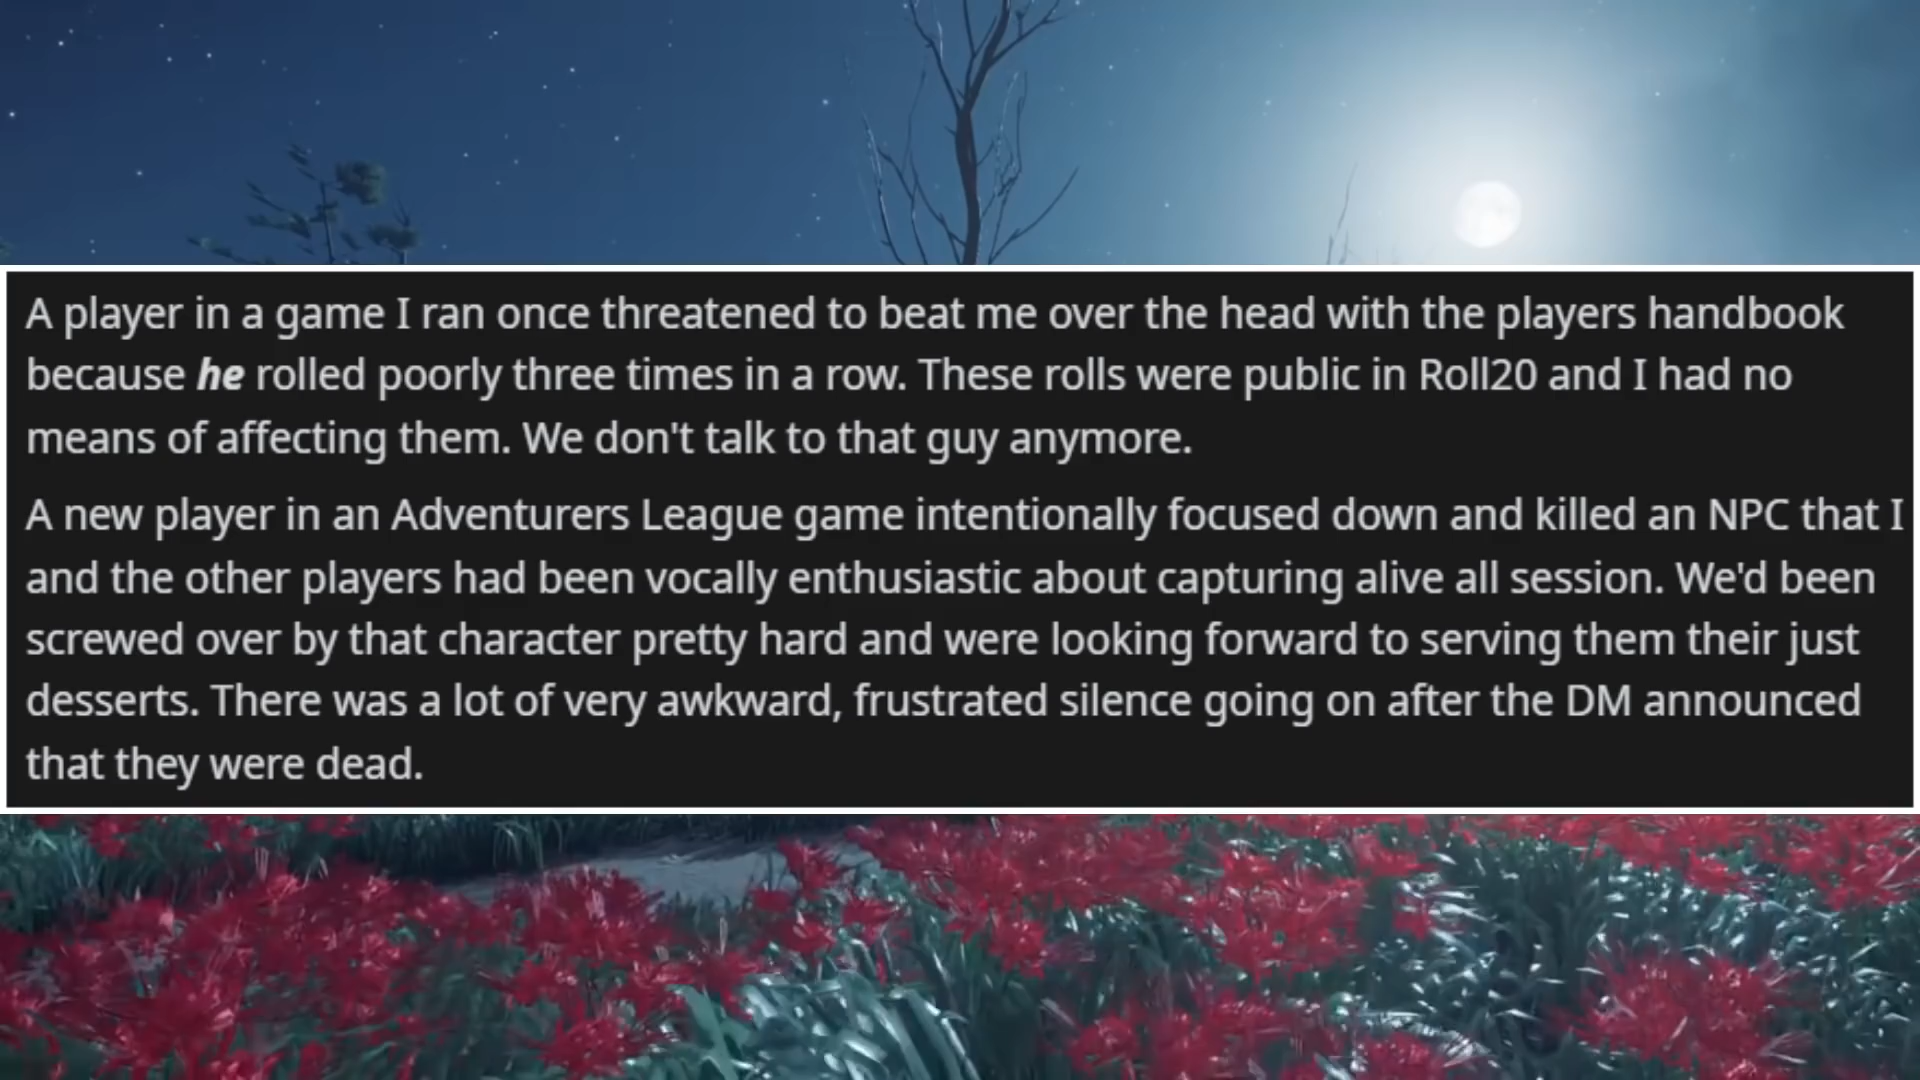 A player in a game I ran once threatened to beat me over the head with the players handbook
because he rolled poorly three times in a row. These rolls were public in Roll20 and I had no
means of affecting them. We don't talk to that guy anymore.
A new player in an Adventurers League game intentionally focused down and killed an NPC that I
and the other players had been vocally enthusiastic about capturing alive all session. We'd been
screwed over by that character pretty hard and were looking forward to serving them their just
desserts. There was a lot of very awkward, frustrated silence going on after the DM announced
that they were dead.